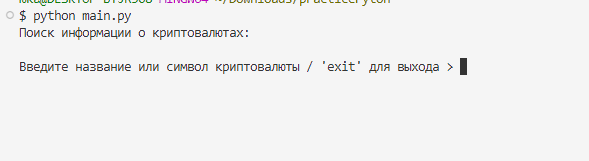 $ python main.py
Поиск информации о криптовалютах:
Введите название или символ криптовалюты / 'exit' для выхода >